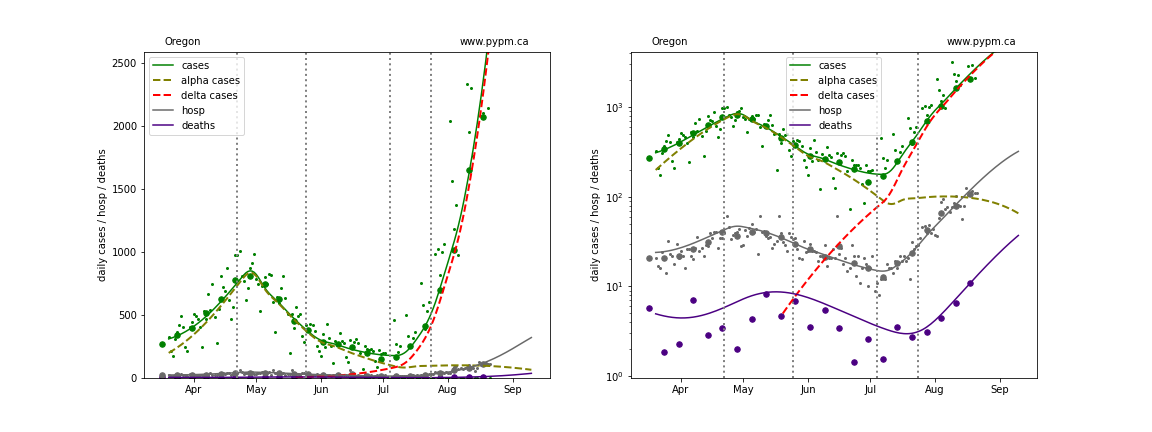 Oregon
www.pypm.ca
cases
alpha cases
delta cases
hosp
deaths
daily cases / hosp / deaths
2500
2000
1500
1000
500
0
Apr
May
Jun
Jul
Aug
Sep
Oregon
www.pypm.ca
cases
alpha cases
delta cases
hosp
deaths
daily cases / hosp / deaths
10³
10²
10¹
10⁰
Apr
May
Jun
Jul
Aug
Sep